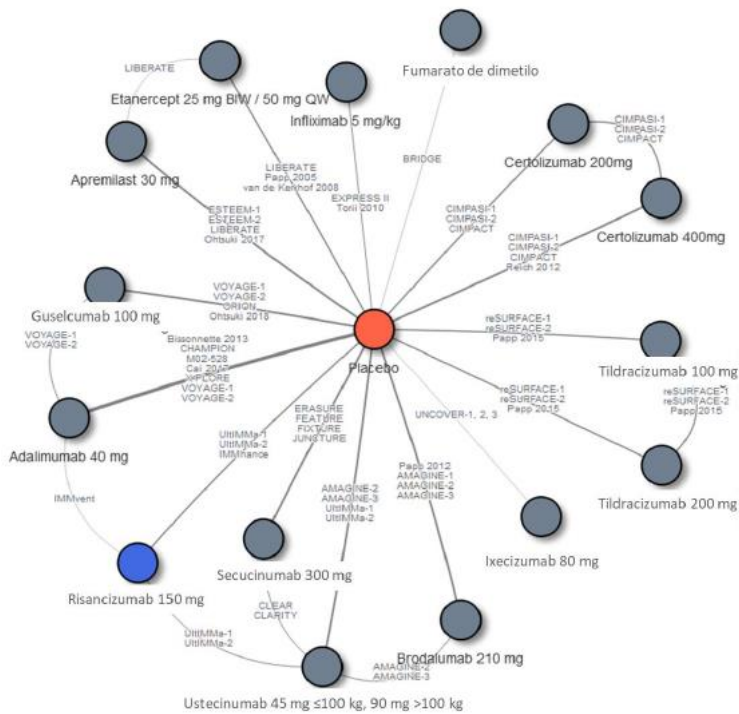 Fumarato de dimetilo
LIBERATE
Etanercept 25 mg BIW / 50 mg QW
Infliximab 5 mg/kg
CIMPASI-1
CIMPASI-2
CIMPACT
Certolizumab 200mg
BRIDGE
Apremilast 30 mg
LIBERATE
Papp 2005
van de Kerkhof 2008
EXPRESS II
Torii 2010
ESTEEM-1
ESTEEM-2
LIBERATE
Ohtsuki 2017
CIMPASI-1
CIMPASI-2
CIMPACT
CIMPASI-1
CIMPASI-2
CIMPACT
Reich 2012
Certolizumab 400mg
Guselcumab 100 mg
VOYAGE-1
VOYAGE-2
ORION
Ohtsuki 2018
reSURFACE-1
reSURFACE-2
Papp 2015
VOYAGE-1
VOYAGE-2
Bissonnette 2013
CHAMPION
M02-528
Cai 2017
X-PLORE
VOYAGE-1
VOYAGE-2
Placebo
Tildracizumab 100 mg
reSURFACE-1
reSURFACE-2
Papp 2015
reSURFACE-1
reSURFACE-2
Papp 2015
Adalimumab 40 mg
UltIMMa-1
UltIMMa-2
IMMhance
ERASURE
FEATURE
FIXTURE
JUNCTURE
UNCOVER-1, 2, 3
IMMvent
AMAGINE-2
AMAGINE-3
UltIMMa-1
UltIMMa-2
Papp 2012
AMAGINE-1
AMAGINE-2
AMAGINE-3
Tildracizumab 200 mg
Ixecizumab 80 mg
Secucinumab 300 mg
Risancizumab 150 mg
CLEAR
CLARITY
UltIMMa-1
UltIMMa-2
Brodalumab 210 mg
AMAGINE-2
AMAGINE-3
Ustecinumab 45 mg ≤100 kg, 90 mg >100 kg